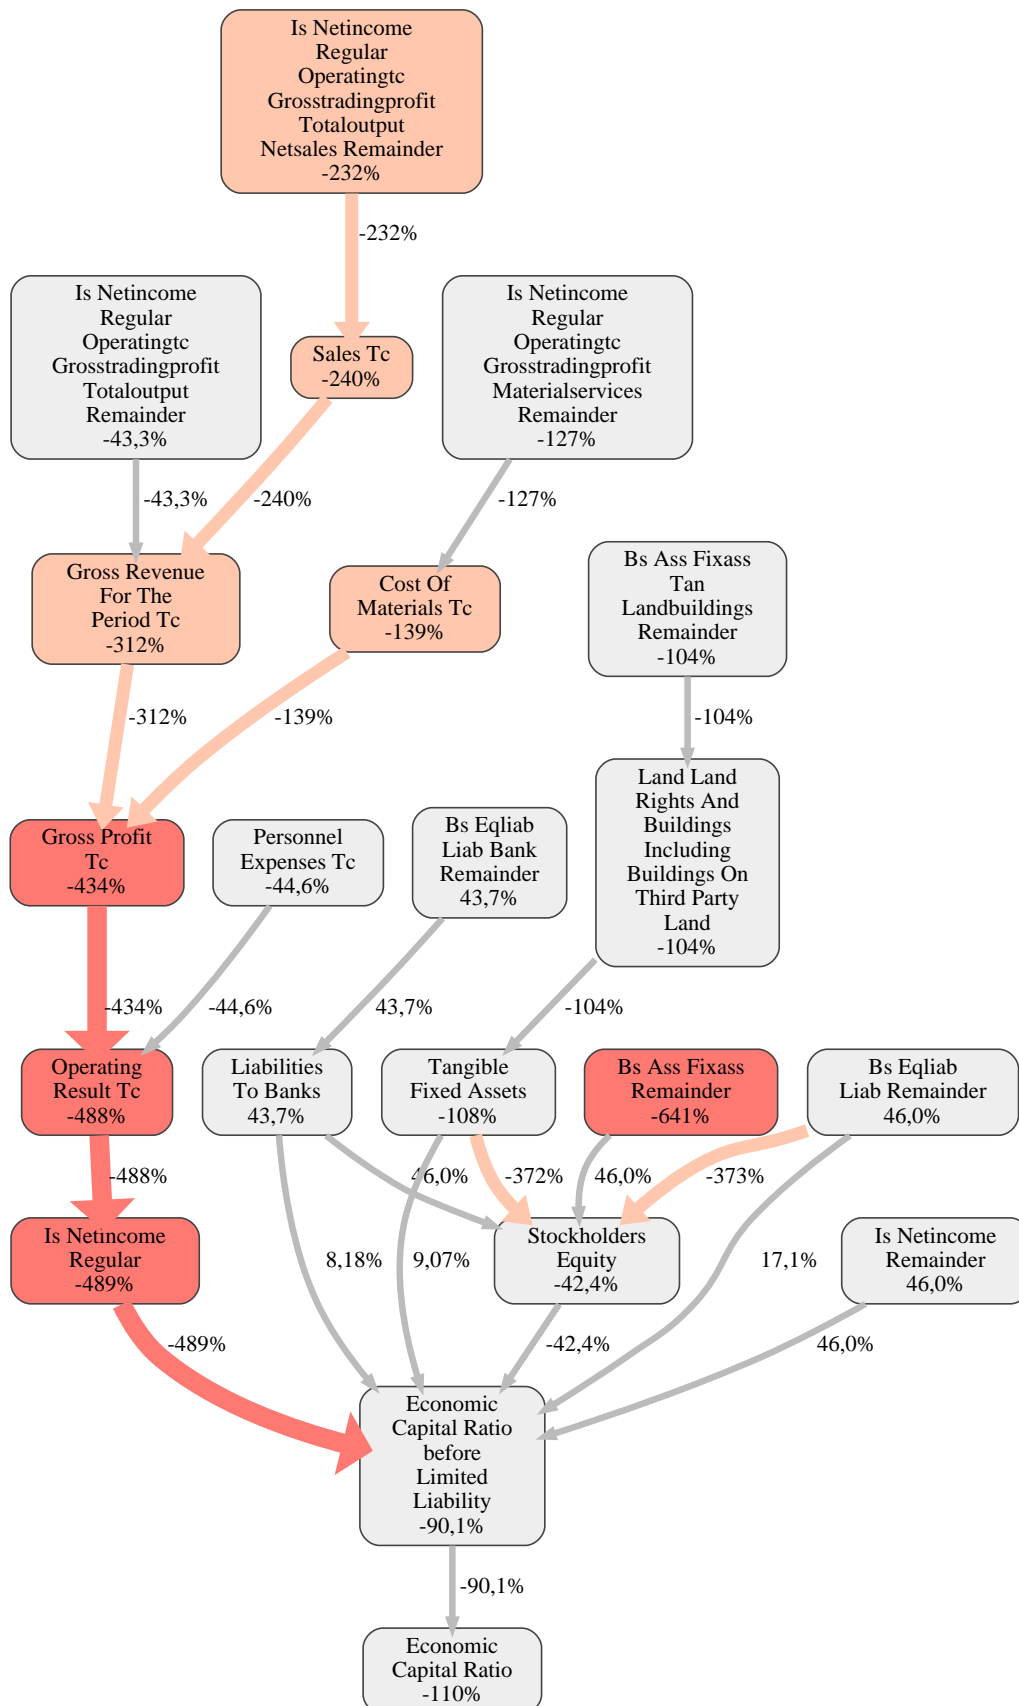 Is Netincome
Regular
Operatingtc
Grosstradingprofit
Totaloutput
Netsales Remainder
-232%
-232%
Is Netincome
Regular
Operatingtc
Grosstradingprofit
Totaloutput
Remainder
-43,3%
Sales Tc
-240%
Is Netincome
Regular
Operatingtc
Grosstradingprofit
Materialservices
Remainder
-127%
-43,3%
-240%
-127%
Gross Revenue
For The
Period Tc
-312%
Cost Of
Materials Tc
-139%
Bs Ass Fixass
Tan
Landbuildings
Remainder
-104%
-312%
-139%
-104%
Gross Profit
Tc
-434%
Personnel
Expenses Tc
-44,6%
Bs Eqliab
Liab Bank
Remainder
43,7%
Land Land
Rights And
Buildings
Including
Buildings On
Third Party
Land
-104%
-434%
-44,6%
43,7%
-104%
Operating
Result Tc
-488%
Liabilities
To Banks
43,7%
Tangible
Fixed Assets
-108%
Bs Ass Fixass
Remainder
-641%
Bs Eqliab
Liab Remainder
46,0%
-488%
46,0%
-372%
46,0%
-373%
Is Netincome
Regular
-489%
8,18%
9,07%
Stockholders
Equity
-42,4%
17,1%
Is Netincome
Remainder
46,0%
-489%
-42,4%
46,0%
Economic
Capital Ratio
before
Limited
Liability
-90,1%
-90,1%
Economic
Capital Ratio
-110%